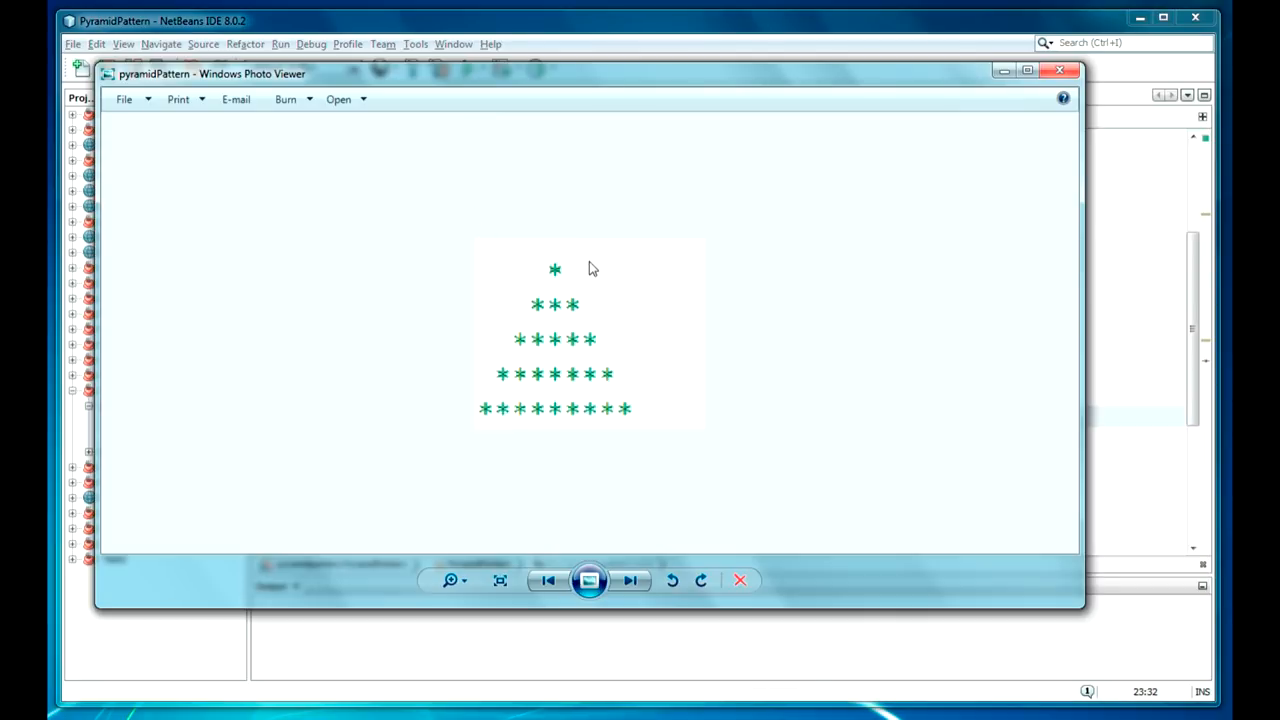 PyramidPattern - NetBeans IDE 8.0.2
File Edit View Navigate Source Refactor Run Debug Profile Team Tools Window Help
Search (Ctrl+I)
pyramidPattern - Windows Photo Viewer
Proj...
File Print E-mail Burn Open
*
* * *
* * * * *
* * * * * * *
* * * * * * * * *
23:32 INS